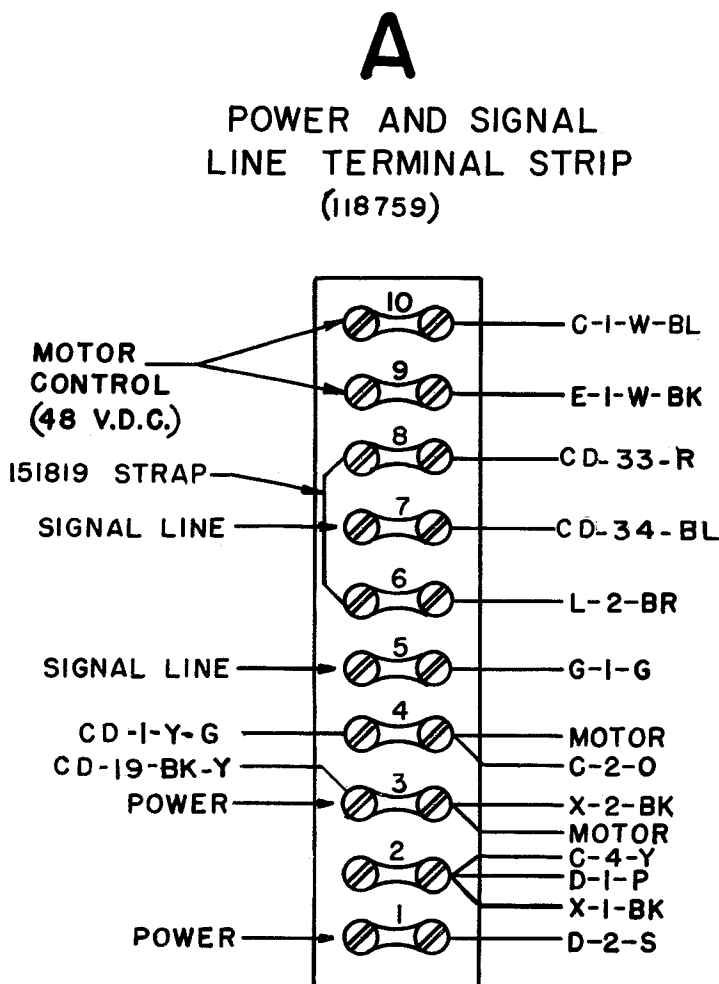 A
POWER AND SIGNAL
LINE TERMINAL STRIP
(118759)
10
C-1-W-BL
MOTOR
CONTROL
(48 V.D.C.)
9
E-1-W-BK
8
CD-33-R
151819 STRAP
7
SIGNAL LINE
CD-34-BL
6
L-2-BR
5
SIGNAL LINE
G-1-G
4
CD-1-Y-G
MOTOR
C-2-O
CD-19-BK-Y
3
POWER
X-2-BK
MOTOR
2
C-4-Y
D-1-P
X-1-BK
1
POWER
D-2-S